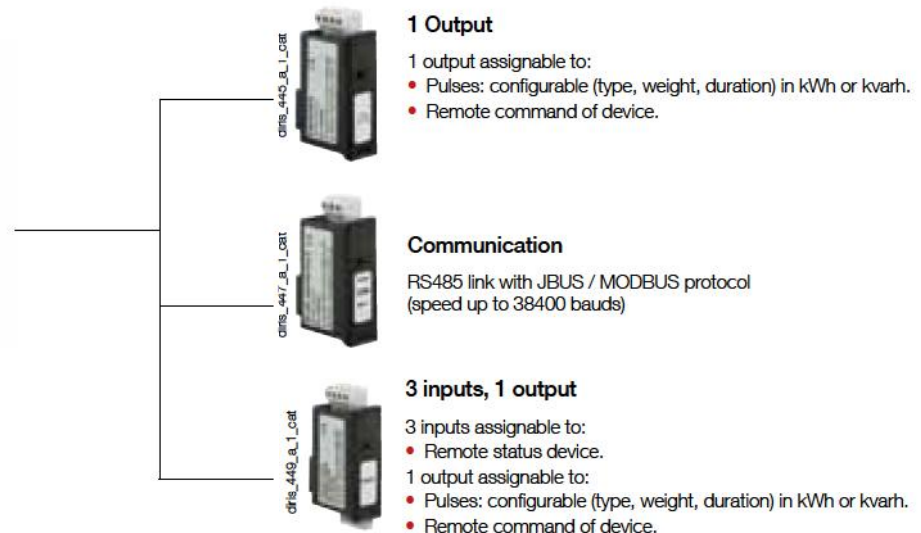 diris_445_a_1_cat
1 Output
1 output assignable to:
• Pulses: configurable (type, weight, duration) in kWh or kvarh.
• Remote command of device.
diris_447_a_1_cat
Communication
RS485 link with JBUS / MODBUS protocol
(speed up to 38400 bauds)
diris_449_a_1_cat
3 inputs, 1 output
3 inputs assignable to:
• Remote status device.
1 output assignable to:
• Pulses: configurable (type, weight, duration) in kWh or kvarh.
• Remote command of device.